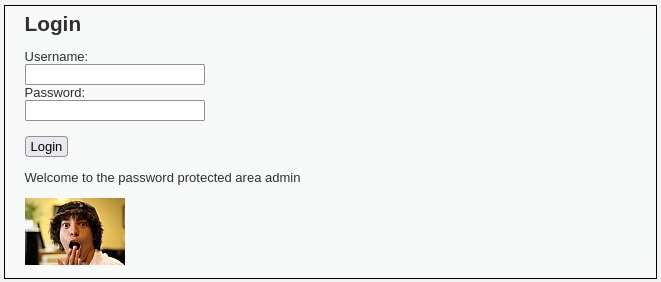 Login
Username:
Password:
Login
Welcome to the password protected area admin